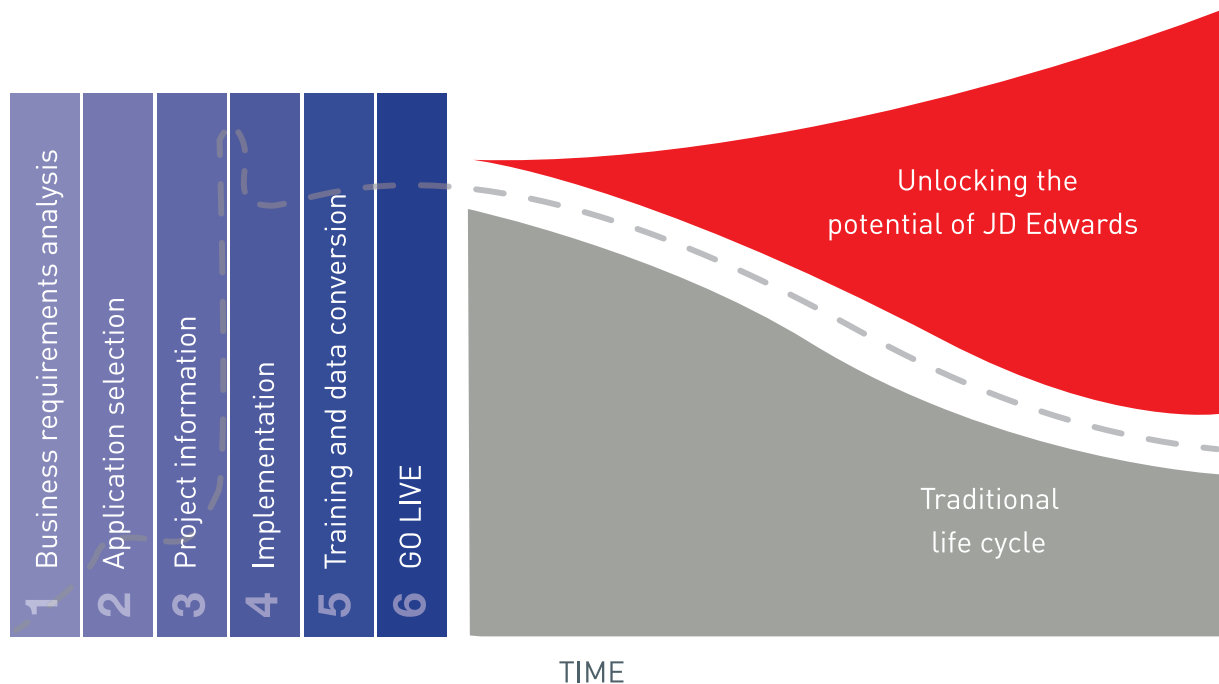 1 Business requirements analysis
2 Application selection
3 Project information
4 Implementation
5 Training and data conversion
6 GO LIVE
Unlocking the
potential of JD Edwards
Traditional
life cycle
TIME